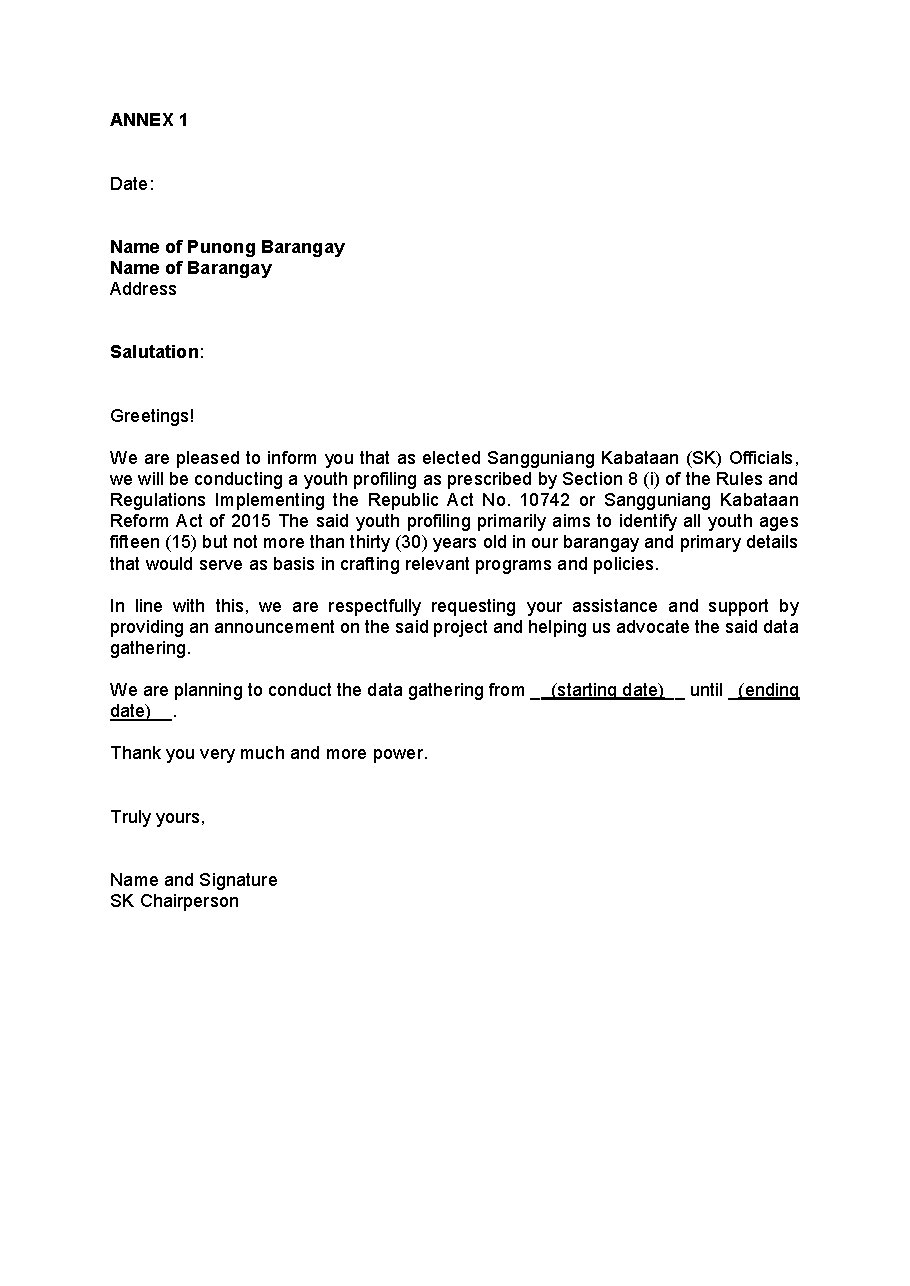 ANNEX 1
Date:
Name of Punong Barangay
Name of Barangay
Address
Salutation:
Greetings!
We are pleased to inform you that as elected Sangguniang Kabataan (SK) Officials,
we will be conducting a youth profiling as prescribed by Section 8 (i) of the Rules and
Regulations Implementing the Republic Act No. 10742 or Sangguniang Kabataan
Reform Act of 2015 The said youth profiling primarily aims to identify all youth ages
fifteen (15) but not more than thirty (30) years old in our barangay and primary details
that would serve as basis in crafting relevant programs and policies.
In line with this, we are respectfully requesting your assistance and support by
providing an announcement on the said project and helping us advocate the said data
gathering.
We are planning to conduct the data gathering from __(starting date)__ until _(ending
date)__.
Thank you very much and more power.
Truly yours,
Name and Signature
SK Chairperson